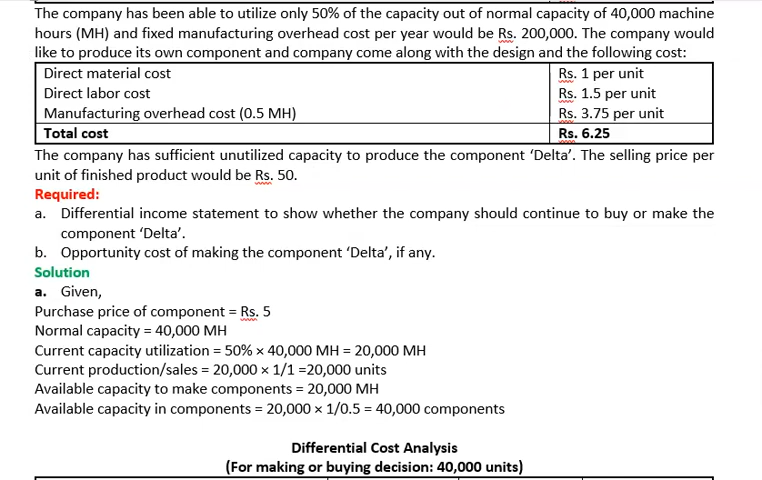 The company has been able to utilize only 50% of the capacity out of normal capacity of 40,000 machine
hours (MH) and fixed manufacturing overhead cost per year would be Rs. 200,000. The company would
like to produce its own component and company come along with the design and the following cost:
Direct material cost Rs. 1 per unit
Direct labor cost Rs. 1.5 per unit
Manufacturing overhead cost (0.5 MH) Rs. 3.75 per unit
Total cost Rs. 6.25
The company has sufficient unutilized capacity to produce the component ‘Delta’. The selling price per
unit of finished product would be Rs. 50.
Required:
a. Differential income statement to show whether the company should continue to buy or make the
component ‘Delta’.
b. Opportunity cost of making the component ‘Delta’, if any.
Solution
a. Given,
Purchase price of component = Rs. 5
Normal capacity = 40,000 MH
Current capacity utilization = 50% × 40,000 MH = 20,000 MH
Current production/sales = 20,000 × 1/1 =20,000 units
Available capacity to make components = 20,000 MH
Available capacity in components = 20,000 × 1/0.5 = 40,000 components
Differential Cost Analysis
(For making or buying decision: 40,000 units)